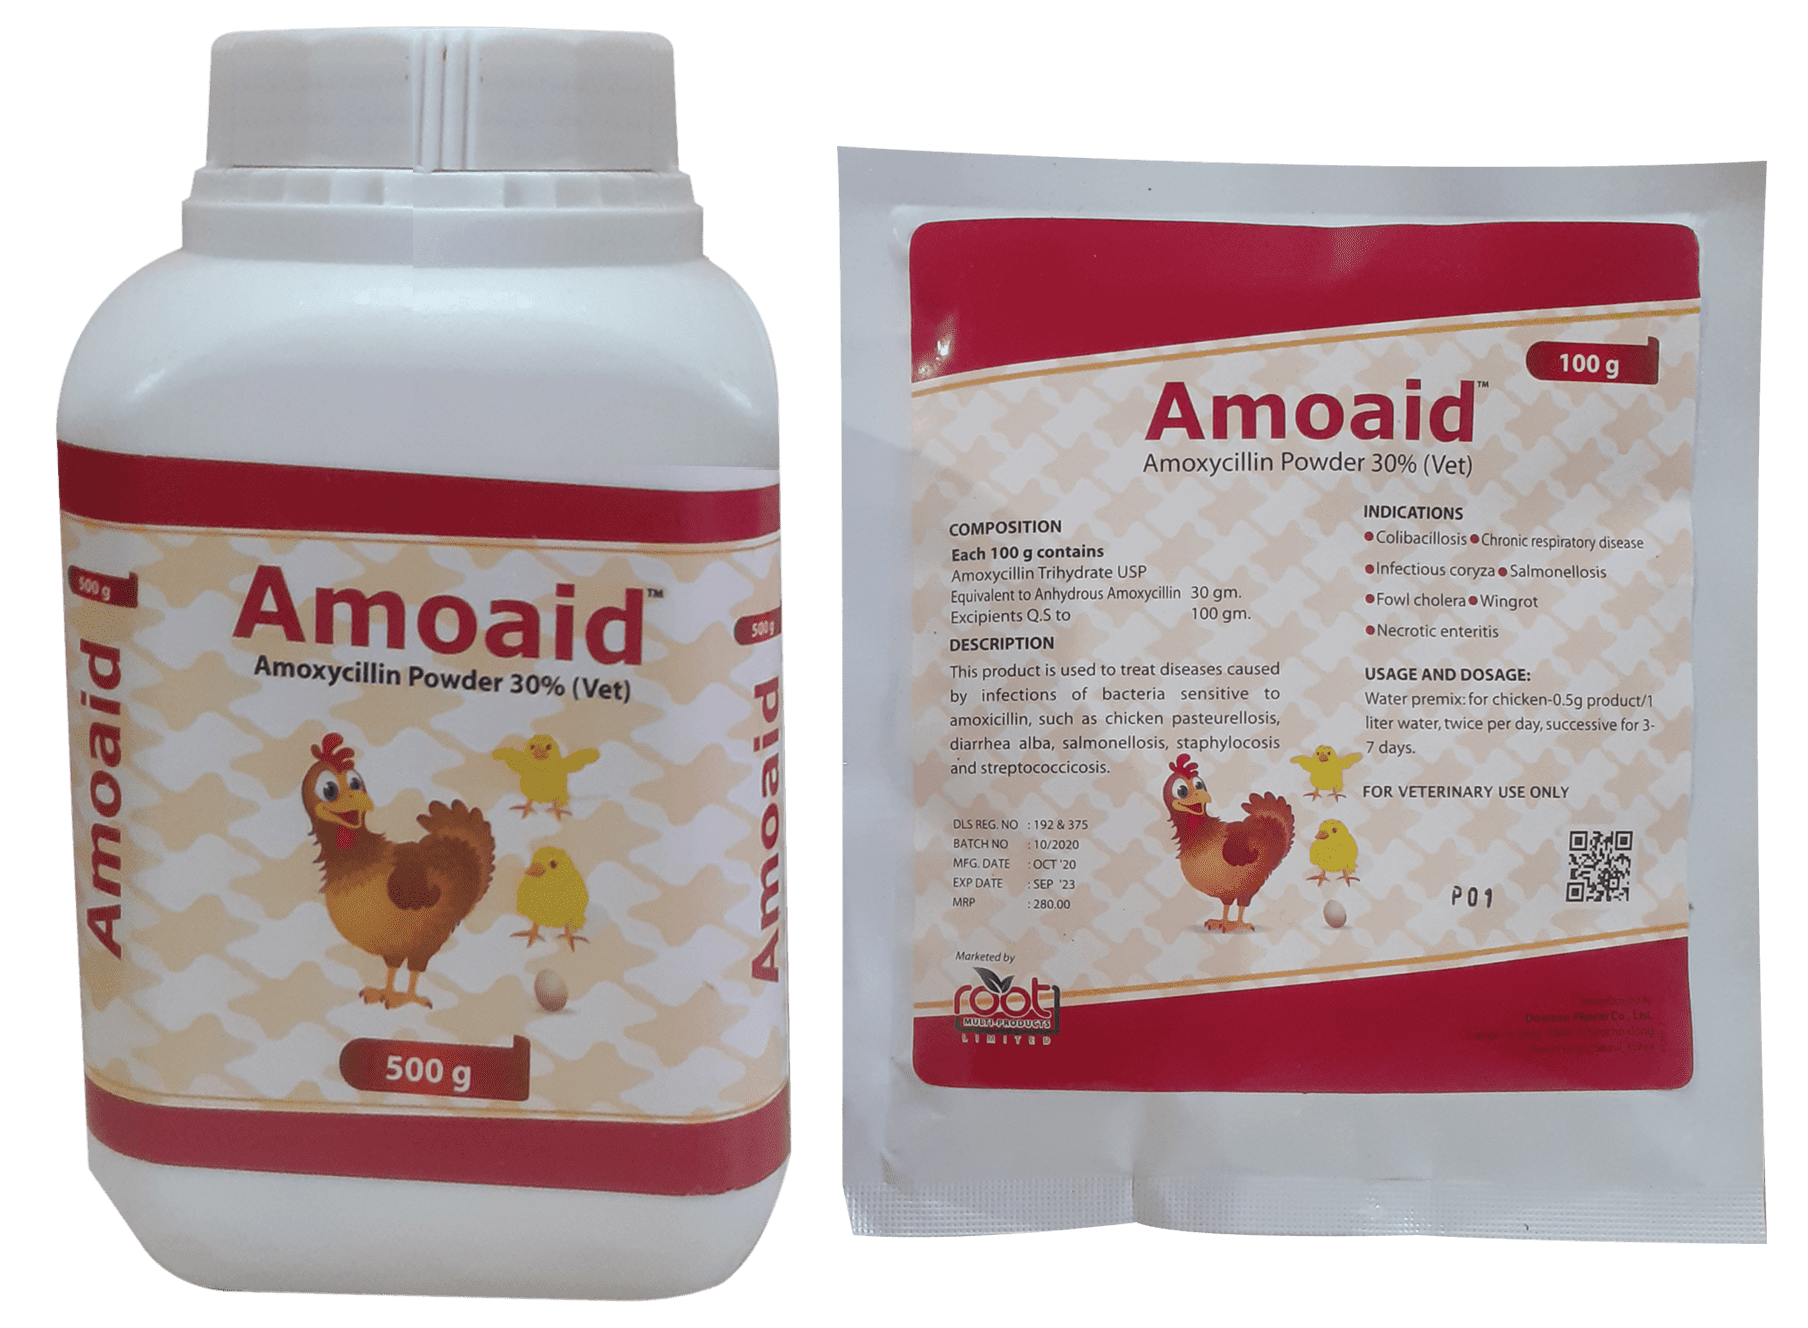 Amoaid™
Amoxycillin Powder 30% (Vet)
500 g
500 g
Amoaid
500 g
Amoaid
100 g
Amoaid™
Amoxycillin Powder 30% (Vet)
COMPOSITION
Each 100 g contains
Amoxycillin Trihydrate USP
Equivalent to Anhydrous Amoxycillin 30 gm.
Excipients Q.S to 100 gm.
DESCRIPTION
This product is used to treat diseases caused
by infections of bacteria sensitive to
amoxicillin, such as chicken pasteurellosis,
diarrhea alba, salmonellosis, staphylocosis
and streptococcicosis.
DLS REG. NO : 192 & 375
BATCH NO : 10/2020
MFG. DATE : OCT '20
EXP DATE : SEP '23
MRP : 280.00
Marketed by
root
MULTI-PRODUCTS
LIMITED
INDICATIONS
● Colibacillosis ● Chronic respiratory disease
● Infectious coryza ● Salmonellosis
● Fowl cholera ● Wingrot
● Necrotic enteritis
USAGE AND DOSAGE:
Water premix: for chicken-0.5g product/1
liter water, twice per day, successive for 3-
7 days.
FOR VETERINARY USE ONLY
P01
Co., Ltd.